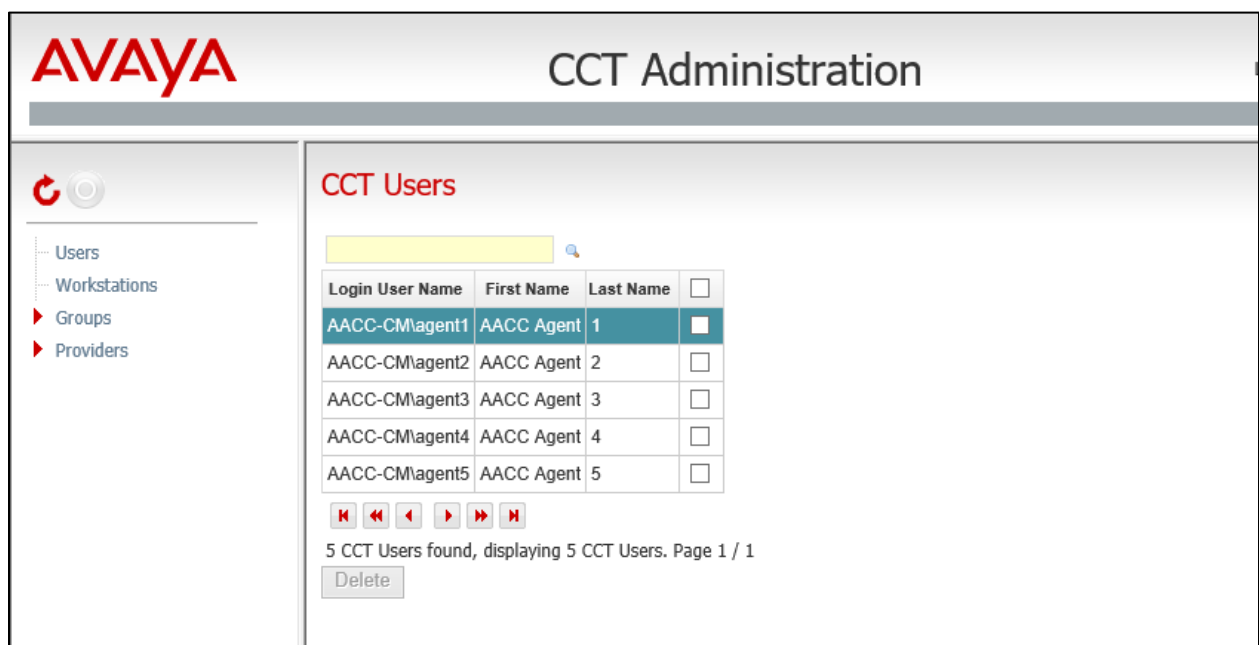 AVAYA
CCT Administration
CCT Users
Users
Workstations
Groups
Providers
Login User Name First Name Last Name
AACC-CM\agent1 AACC Agent 1
AACC-CM\agent2 AACC Agent 2
AACC-CM\agent3 AACC Agent 3
AACC-CM\agent4 AACC Agent 4
AACC-CM\agent5 AACC Agent 5
5 CCT Users found, displaying 5 CCT Users. Page 1 / 1
Delete